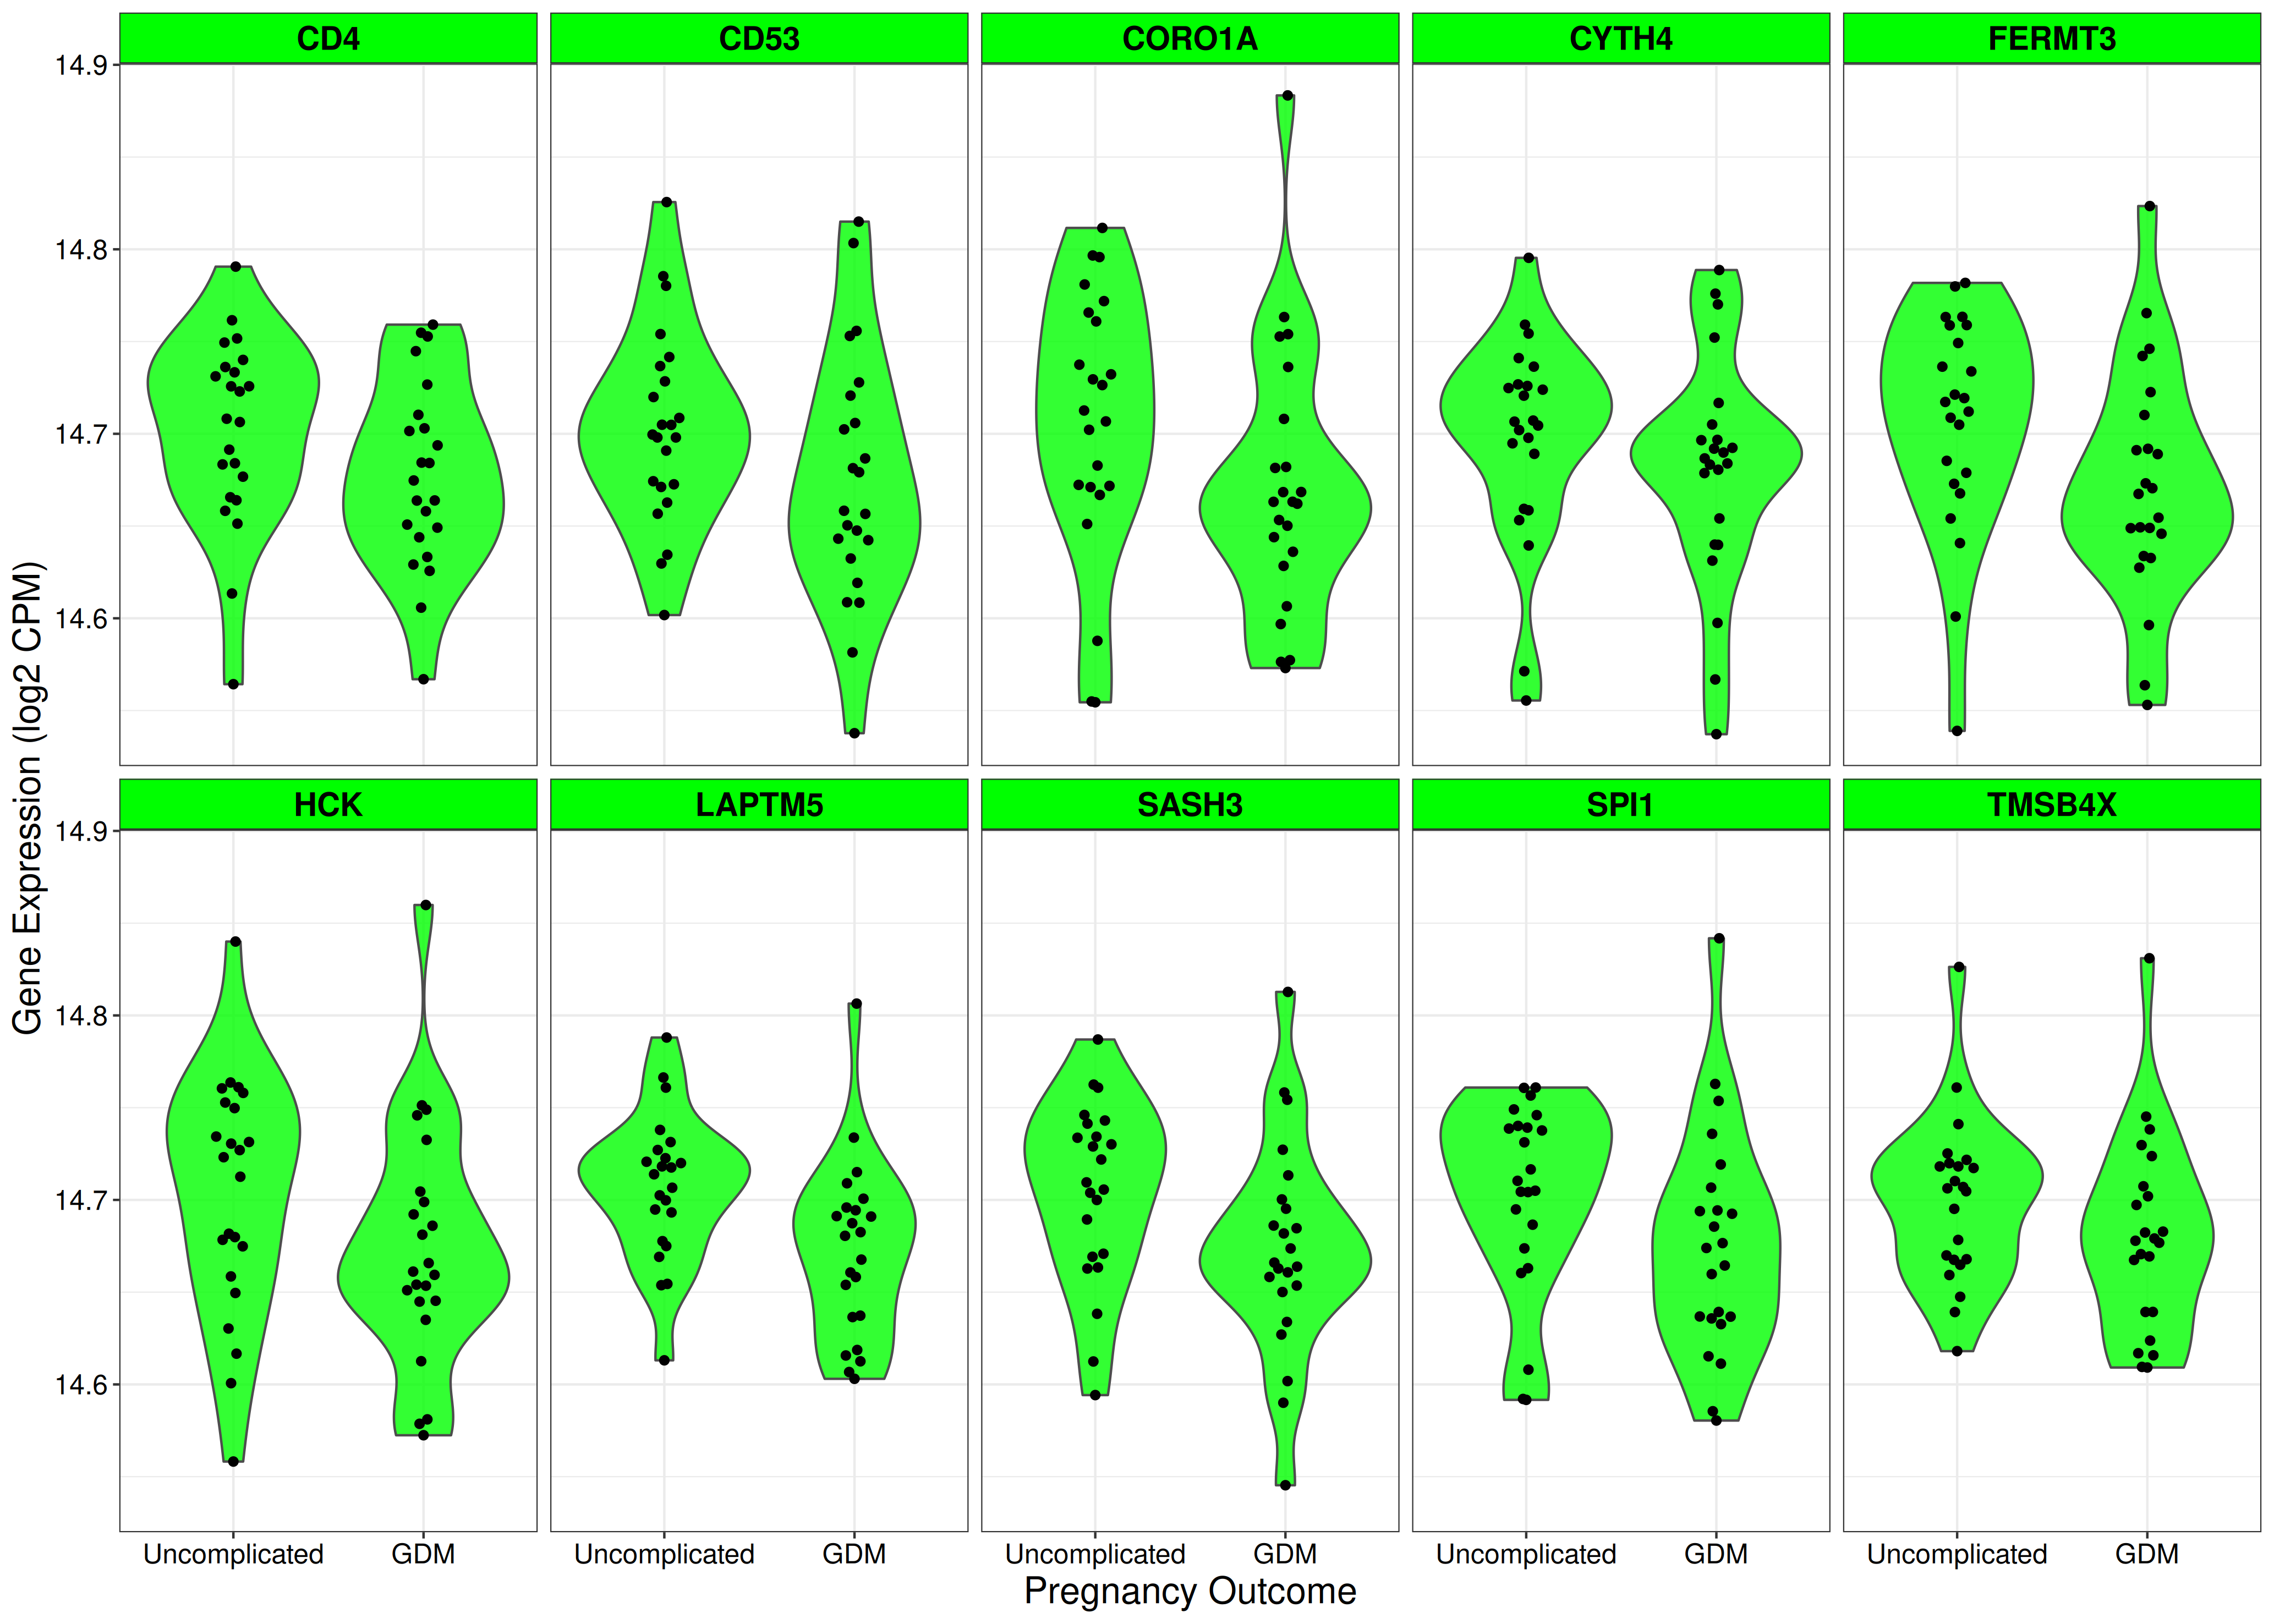 CD4 CD53 CORO1A CYTH4 FERMT3
14.9
14.8
14.7
14.6
HCK LAPTM5 SASH3 SPI1 TMSB4X
14.9
14.8
14.7
14.6
Gene Expression (log2 CPM)
Uncomplicated GDM Uncomplicated GDM Uncomplicated GDM Uncomplicated GDM Uncomplicated GDM
Pregnancy Outcome